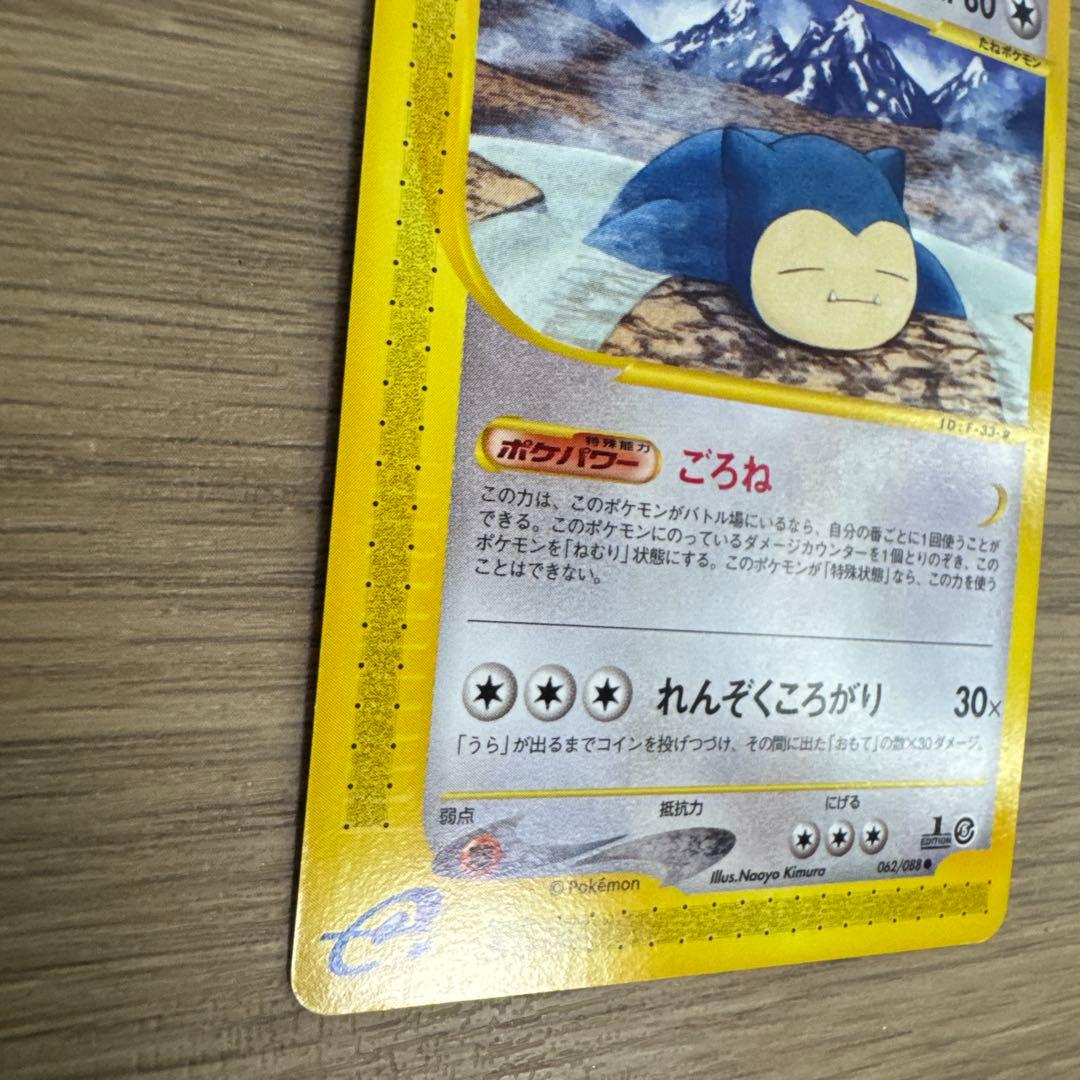 60
たねポケモン
ID:F-33-#
特殊能力
ポケパワー ごろね
この力は、このポケモンがバトル場にいるなら、自分の番ごとに1回使うことが
できる。このポケモンにのっているダメージカウンターを1個とりのぞき、この
ポケモンを「ねむり」状態にする。このポケモンが「特殊状態」なら、この力を使う
ことはできない。
れんぞくころがり 30×
「うら」が出るまでコインを投げつづけ、その間に出た「おもて」の数×30ダメージ。
弱点 抵抗力 にげる
1 EDITION
062/088
Illus.Naoyo Kimura
© Pokémon
e